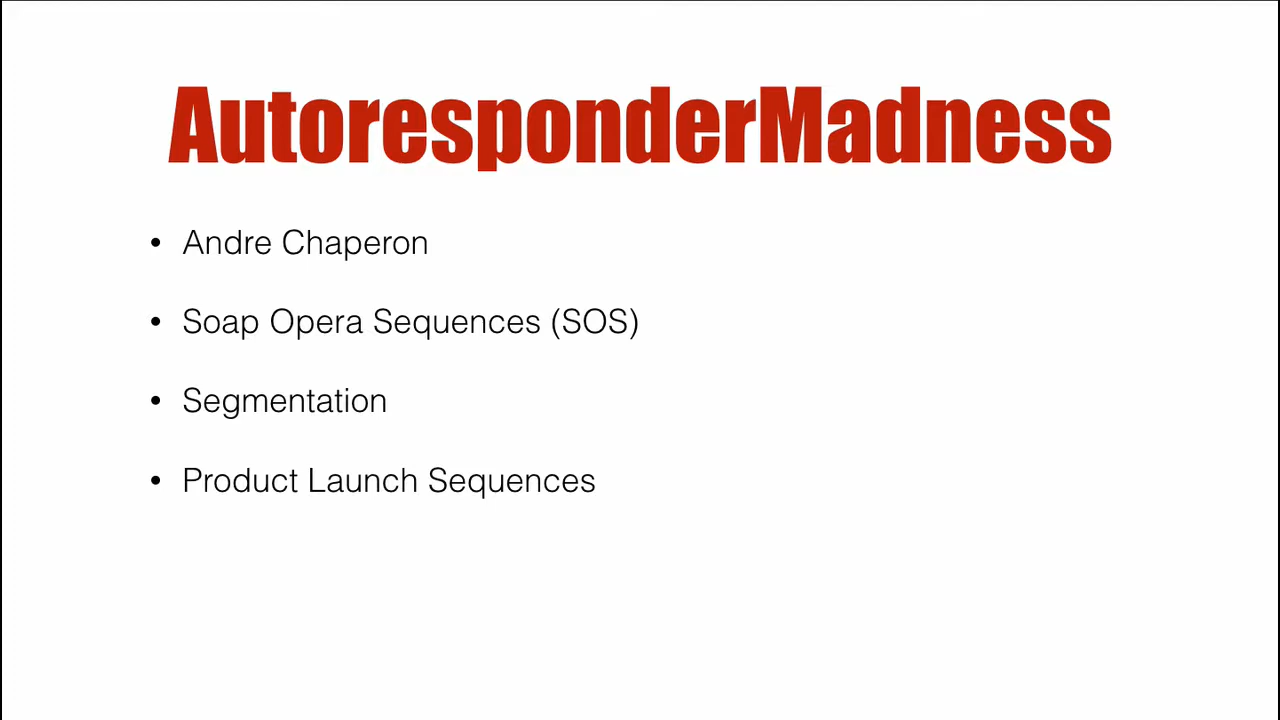 AutoresponderMadness
• Andre Chaperon
• Soap Opera Sequences (SOS)
• Segmentation
• Product Launch Sequences